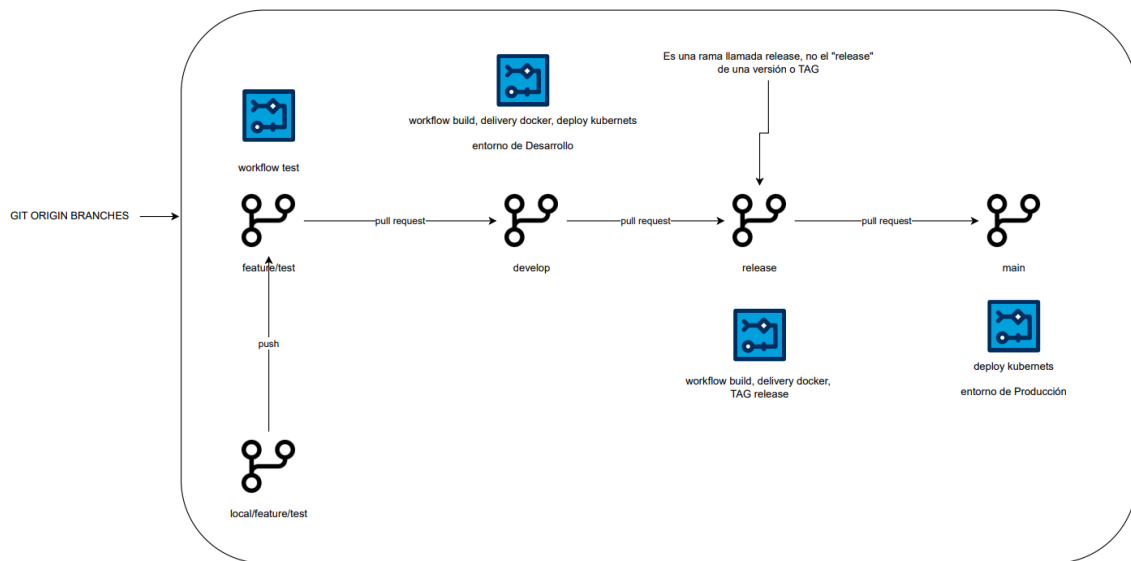 Es una rama llamada release, no el "release"
de una versión o TAG
workflow build, delivery docker, deploy kubernets
entorno de Desarrollo
workflow test
GIT ORIGIN BRANCHES
pull request
pull request
pull request
feature/test
develop
release
main
push
workflow build, delivery docker,
TAG release
deploy kubernets
entorno de Producción
local/feature/test